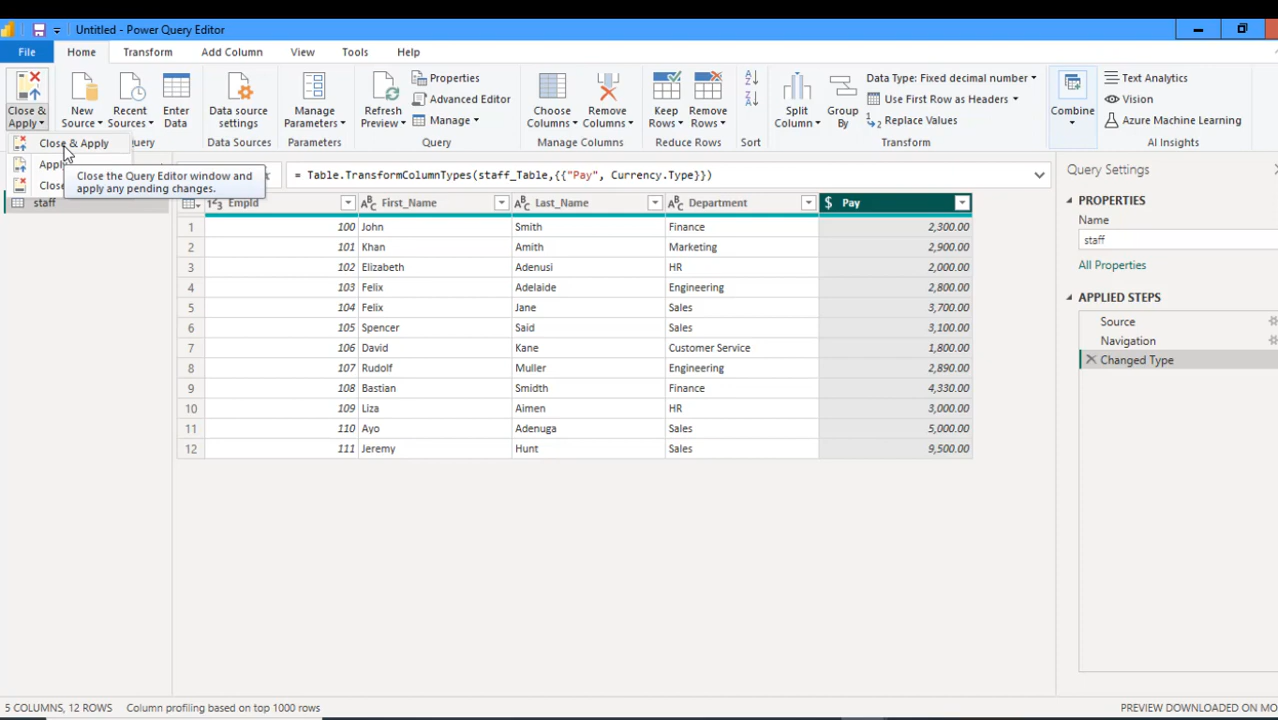 Untitled - Power Query Editor
File Home Transform Add Column View Tools Help
Close & Apply
New Source
Recent Sources
Enter Data
Data source settings
Manage Parameters
Refresh Preview
Properties
Advanced Editor
Manage
Choose Columns
Remove Columns
Keep Rows
Remove Rows
Split Column
Group By
Data Type: Fixed decimal number
Use First Row as Headers
Replace Values
Combine
Text Analytics
Vision
Azure Machine Learning
Data Sources Parameters Query Manage Columns Reduce Rows Sort Transform AI Insights
Close & Apply
Close the Query Editor window and
apply any pending changes.
staff
= Table.TransformColumnTypes(staff_Table,{{"Pay", Currency.Type}})
EmpId First_Name Last_Name Department Pay
1 100 John Smith Finance 2,300.00
2 101 Khan Amith Marketing 2,900.00
3 102 Elizabeth Adenusi HR 2,000.00
4 103 Felix Adelaide Engineering 2,800.00
5 104 Felix Jane Sales 3,700.00
6 105 Spencer Said Sales 3,100.00
7 106 David Kane Customer Service 1,800.00
8 107 Rudolf Muller Engineering 2,890.00
9 108 Bastian Smidth Finance 4,330.00
10 109 Liza Aimen HR 3,000.00
11 110 Ayo Adenuga Sales 5,000.00
12 111 Jeremy Hunt Sales 9,500.00
Query Settings
PROPERTIES
Name
staff
All Properties
APPLIED STEPS
Source
Navigation
Changed Type
5 COLUMNS, 12 ROWS Column profiling based on top 1000 rows PREVIEW DOWNLOADED ON